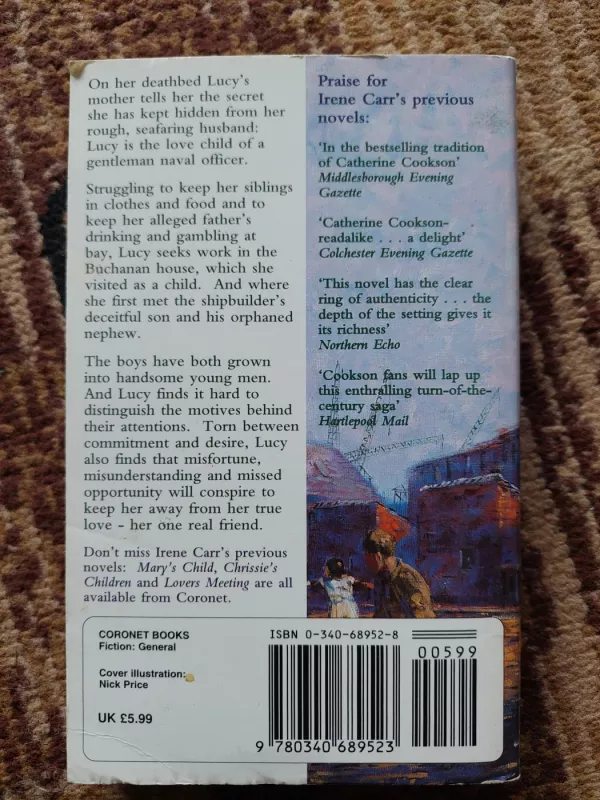 On her deathbed Lucy's
mother tells her the secret
she has kept hidden from her
rough, seafaring husband:
Lucy is the love child of a
gentleman naval officer.
Struggling to keep her siblings
in clothes and food and to
keep her alleged father's
drinking and gambling at
bay, Lucy seeks work in the
Buchanan house, which she
visited as a child. And where
she first met the shipbuilder's
deceitful son and his orphaned
nephew.
The boys have both grown
into handsome young men.
And Lucy finds it hard to
distinguish the motives behind
their attentions. Torn between
commitment and desire, Lucy
also finds that misfortune,
misunderstanding and missed
opportunity will conspire to
keep her away from her true
love - her one real friend.
Don't miss Irene Carr's previous
novels: Mary's Child, Chrissie's
Children and Lovers Meeting are all
available from Coronet.
Praise for
Irene Carr's previous
novels:
'In the bestselling tradition
of Catherine Cookson'
Middlesborough Evening
Gazette
'Catherine Cookson-
readalike . . . a delight'
Colchester Evening Gazette
'This novel has the clear
ring of authenticity . . . the
depth of the setting gives it
its richness'
Northern Echo
'Cookson fans will lap up
this enthralling turn-of-the-
century saga'
Hartlepool Mail
CORONET BOOKS
Fiction: General
Cover illustration:
Nick Price
UK £5.99
ISBN 0-340-68952-8
00599
9 780340 689523